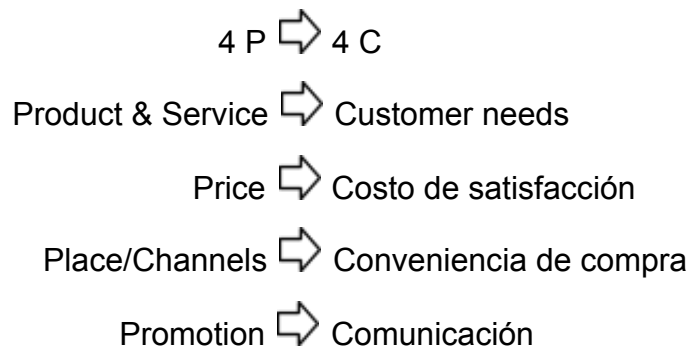 4 P 4 C
Product & Service Customer needs
Price Costo de satisfacción
Place/Channels Conveniencia de compra
Promotion Comunicación